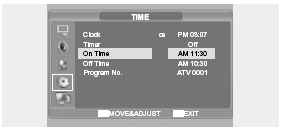 TIME
Clock PM 03:07
Timer Off
On Time AM 11:30
Off Time AM 10:30
Program No. ATV 0001
MOVE&ADJUST EXIT